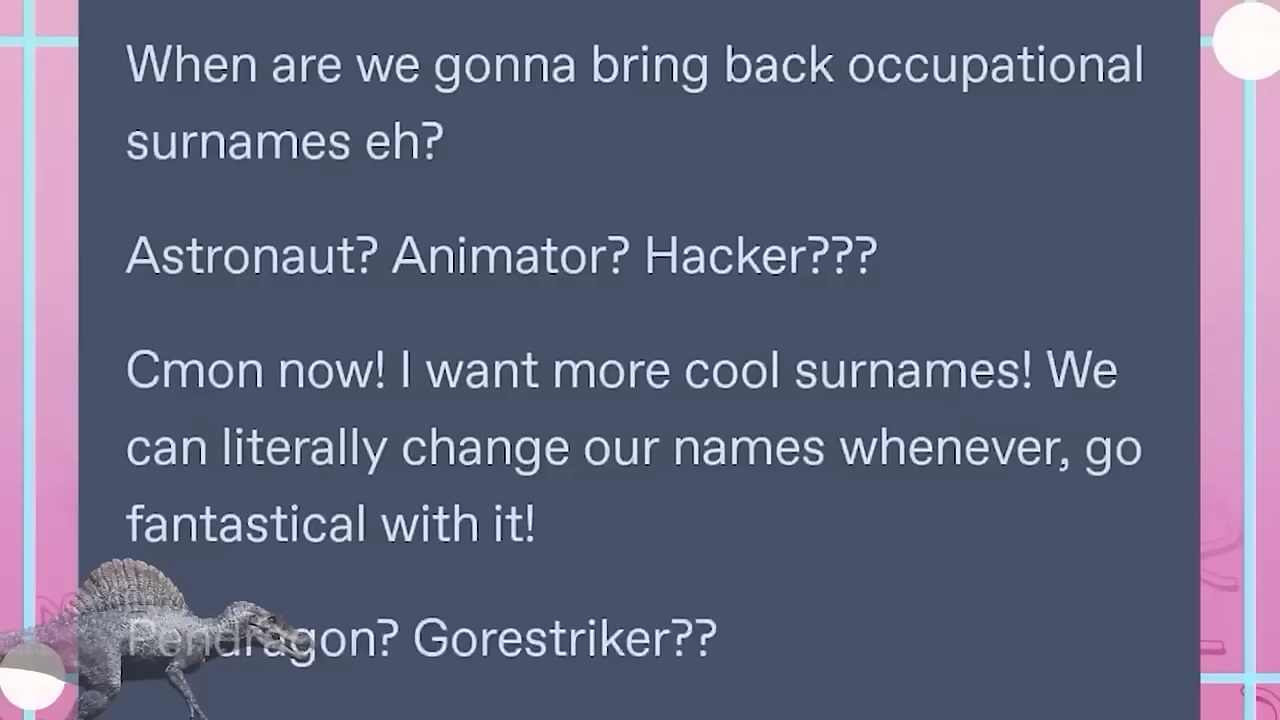 When are we gonna bring back occupational
surnames eh?
Astronaut? Animator? Hacker???
Cmon now! I want more cool surnames! We
can literally change our names whenever, go
fantastical with it!
Pendragon? Gorestriker??